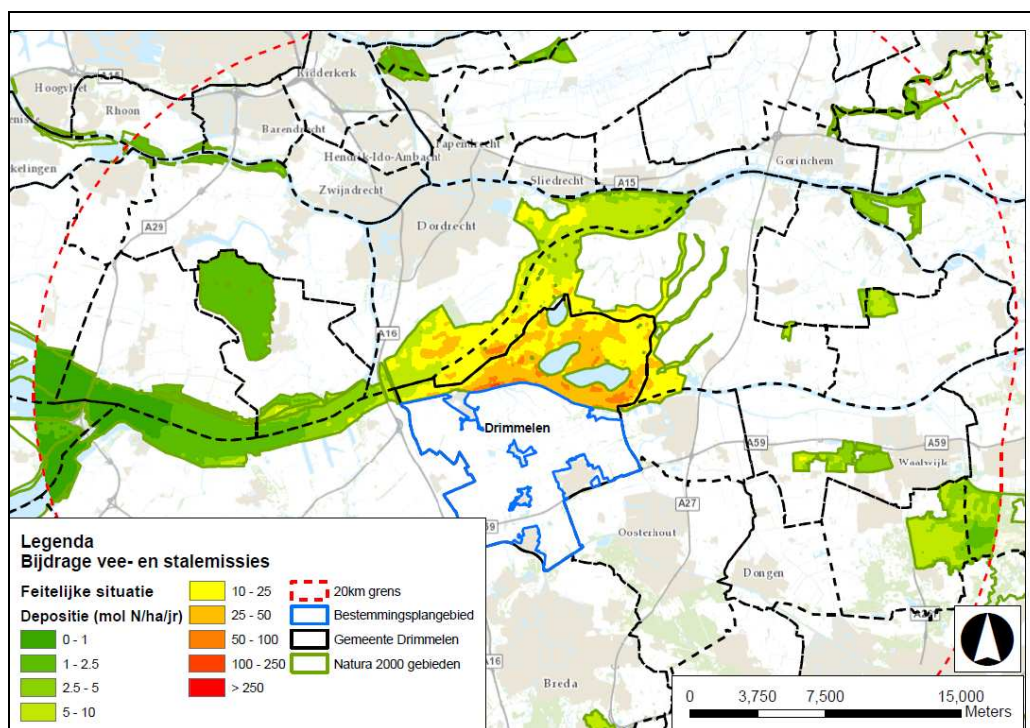 A15
Hoogvliet
Rhoon
Ridderkerk
Barendrecht
Hendrik-Ido-Ambacht
Papendrecht
Zwijndrecht
Sliedrecht
A15
Gorinchem
Dordrecht
A29
A16
Drimmelen
A59
A59
Waalwijk
A27
Oosterhout
Dongen
A16
Breda
Legenda
Bijdrage vee- en stalemissies
Feitelijke situatie
Depositie (mol N/ha/jr)
0 - 1
1 - 2.5
2.5 - 5
5 - 10
10 - 25
25 - 50
50 - 100
100 - 250
> 250
20km grens
Bestemmingsplangebied
Gemeente Drimmelen
Natura 2000 gebieden
0 3,750 7,500 15,000
Meters